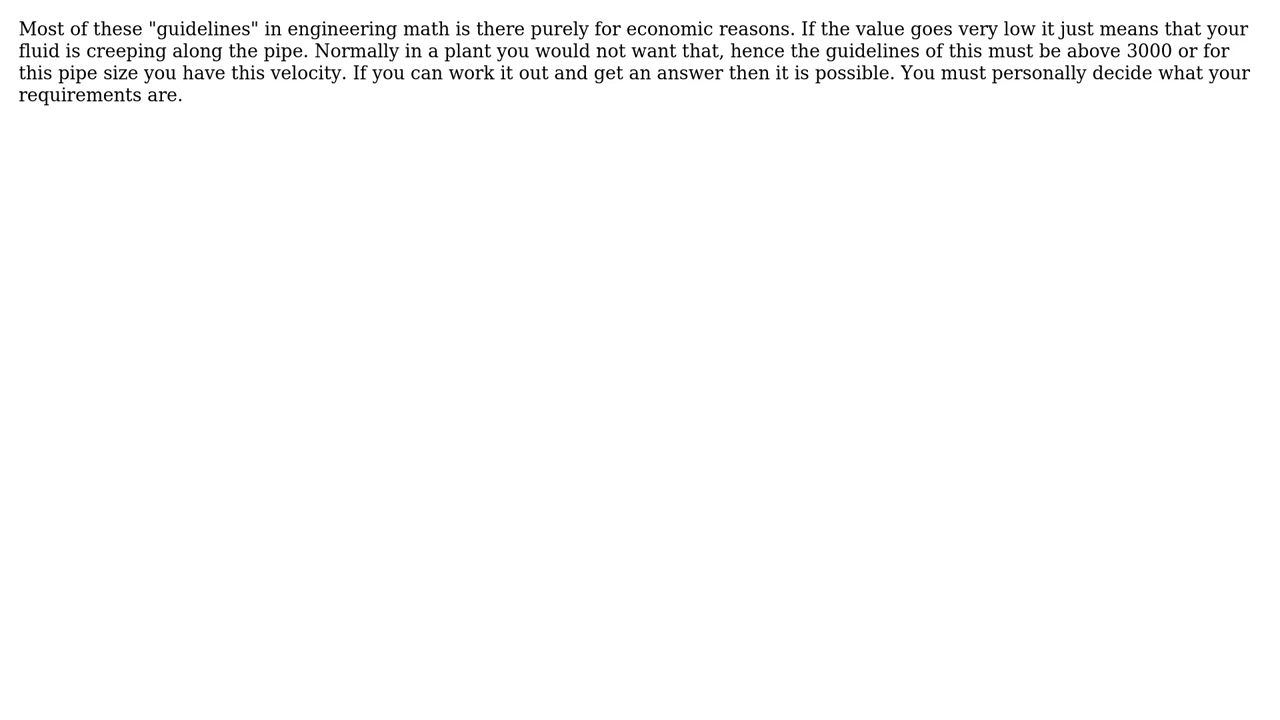 Most of these "guidelines" in engineering math is there purely for economic reasons. If the value goes very low it just means that your
fluid is creeping along the pipe. Normally in a plant you would not want that, hence the guidelines of this must be above 3000 or for
this pipe size you have this velocity. If you can work it out and get an answer then it is possible. You must personally decide what your
requirements are.